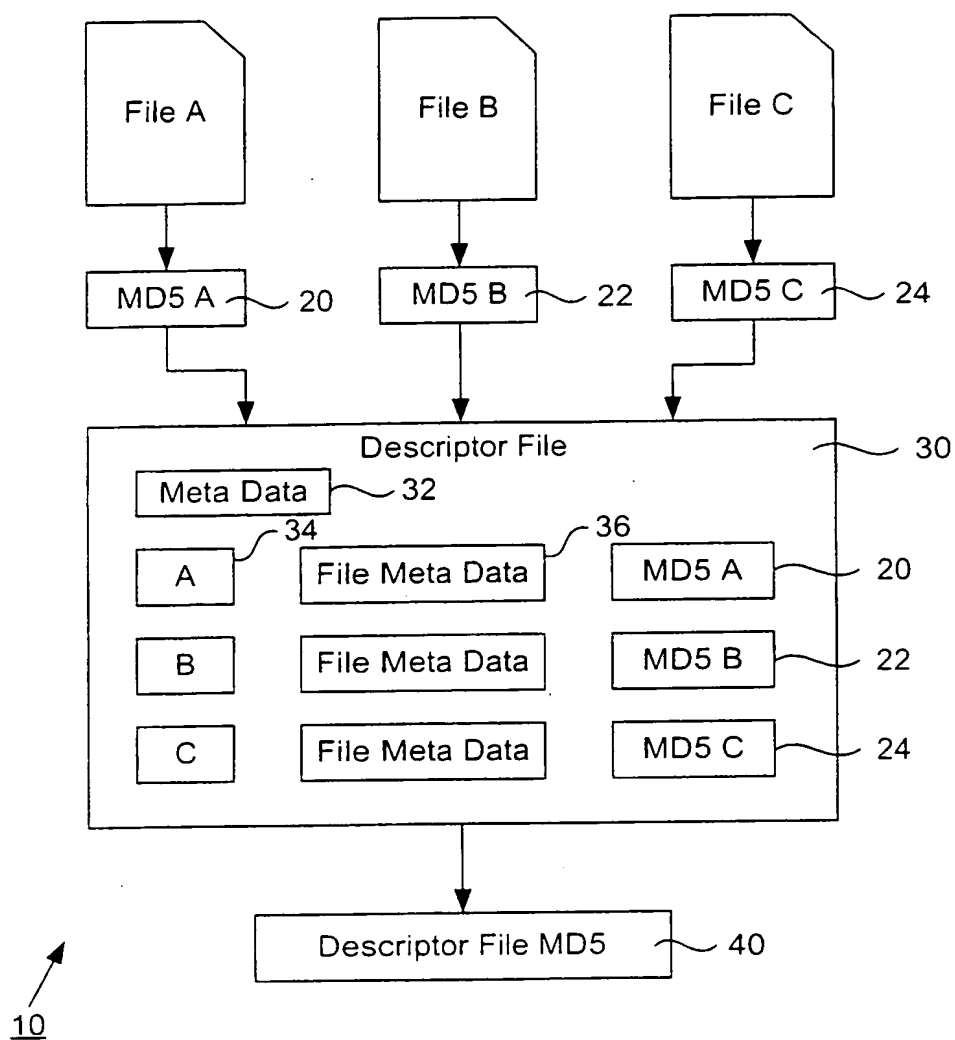 File A
File B
File C
MD5 A 20
MD5 B 22
MD5 C 24
Descriptor File 30
Meta Data 32
34
36
A File Meta Data MD5 A 20
B File Meta Data MD5 B 22
C File Meta Data MD5 C 24
Descriptor File MD5 40
10